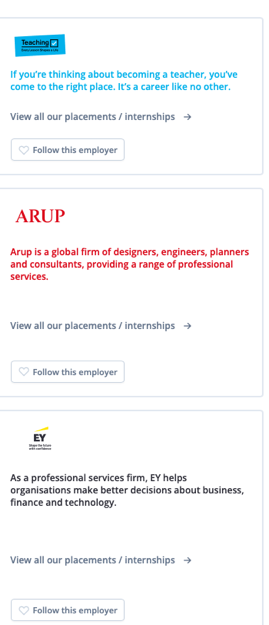 Teaching
Every Lesson Shapes a Life
If you’re thinking about becoming a teacher, you’ve
come to the right place. It’s a career like no other.
View all our placements / internships →
Follow this employer
ARUP
Arup is a global firm of designers, engineers, planners
and consultants, providing a range of professional
services.
View all our placements / internships →
Follow this employer
EY
Shape the future
with confidence
As a professional services firm, EY helps
organisations make better decisions about business,
finance and technology.
View all our placements / internships →
Follow this employer